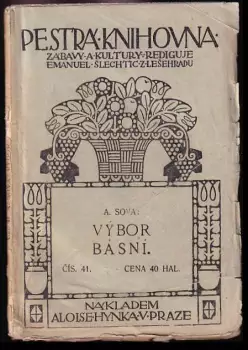 PESTRÁ·KNIHOVNA·
ZÁBAVY·A·KULTURY·REDIGUJE
EMANUEL·ŠLECHTIC·Z·LEŠEHRADU
A. SOVA:
VÝBOR
BÁSNÍ.
ČÍS. 41. · CENA 40 HAL.
NÁKLADEM
ALOISE·HYNKA·V·PRAZE